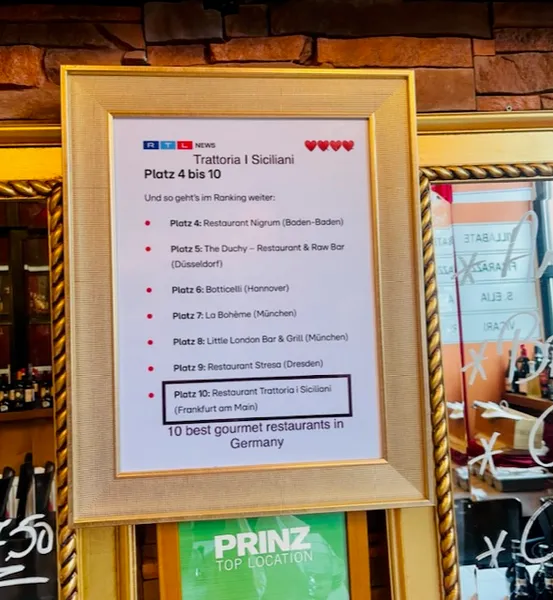 RTL NEWS
Trattoria I Siciliani
Platz 4 bis 10
Und so geht's im Ranking weiter:
Platz 4: Restaurant Nigrum (Baden-Baden)
Platz 5: The Duchy – Restaurant & Raw Bar
(Düsseldorf)
Platz 6: Botticelli (Hannover)
Platz 7: La Bohème (München)
Platz 8: Little London Bar & Grill (München)
Platz 9: Restaurant Stresa (Dresden)
Platz 10: Restaurant Trattoria i Siciliani
(Frankfurt am Main)
10 best gourmet restaurants in
Germany
PRINZ
TOP LOCATION
S. ELIA